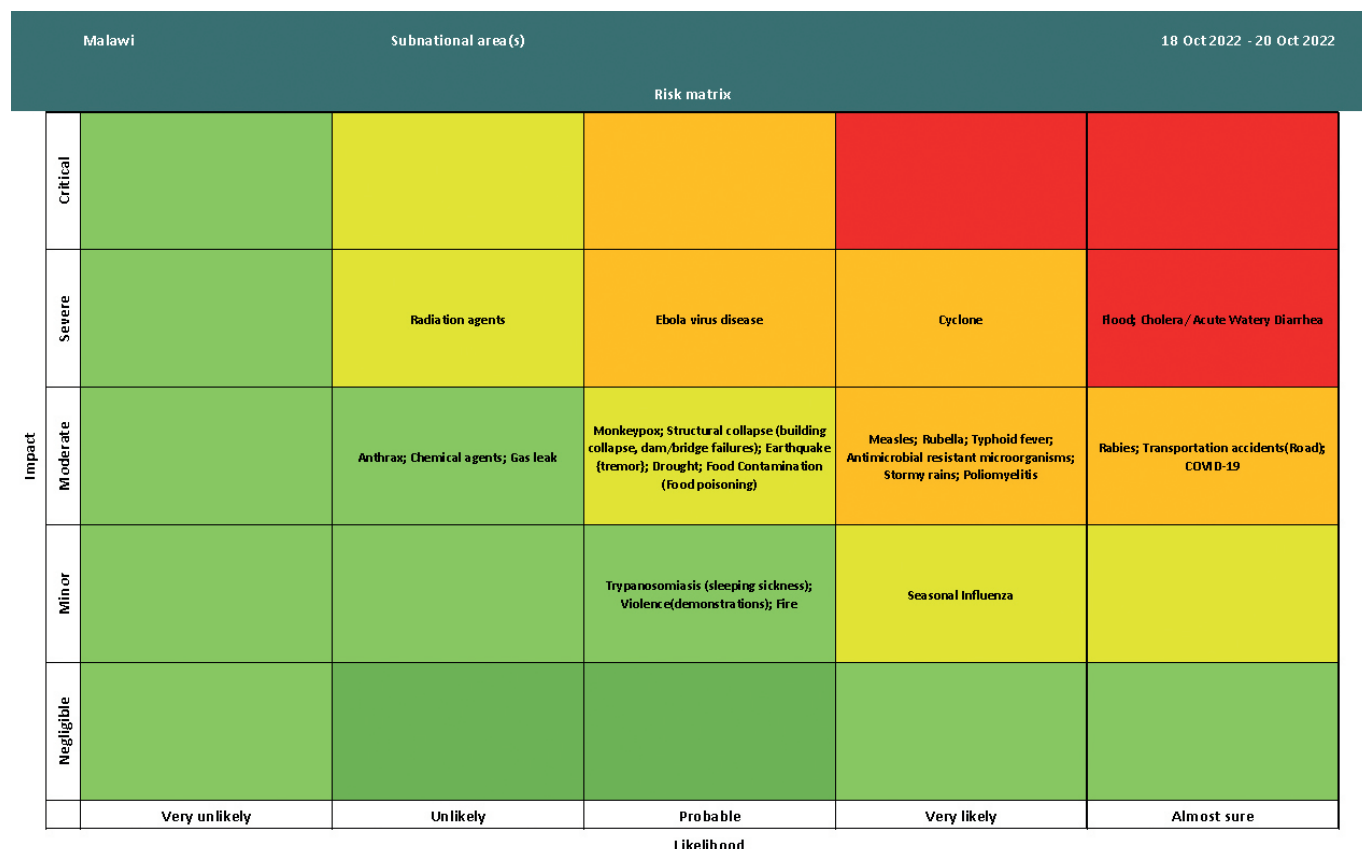 Malawi
Subnational area(s)
18 Oct 2022 - 20 Oct 2022
Risk matrix
Impact
Critical
Severe
Radiation agents
Ebola virus disease
Cyclone
Flood; Cholera/ Acute Watery Diarrhea
Moderate
Anthrax; Chemical agents; Gas leak
Monkeypox; Structural collapse (building
collapse, dam/bridge failures); Earthquake
{tremor}; Drought; Food Contamination
(Food poisoning)
Measles; Rubella; Typhoid fever;
Antimicrobial resistant microorganisms;
Stormy rains; Poliomyelitis
Rabies; Transportation accidents(Road);
COVID-19
Minor
Trypanosomiasis (sleeping sickness);
Violence(demonstrations); Fire
Seasonal Influenza
Negligible
Very unlikely
Unlikely
Probable
Very likely
Almost sure
Likelihood